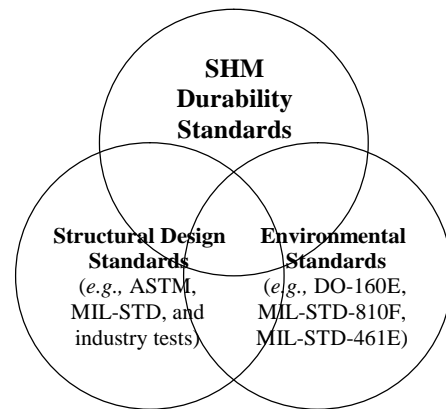 SHM
Durability
Standards
Structural Design
Standards
(e.g., ASTM,
MIL-STD, and
industry tests)
Environmental
Standards
(e.g., DO-160E,
MIL-STD-810F,
MIL-STD-461E)